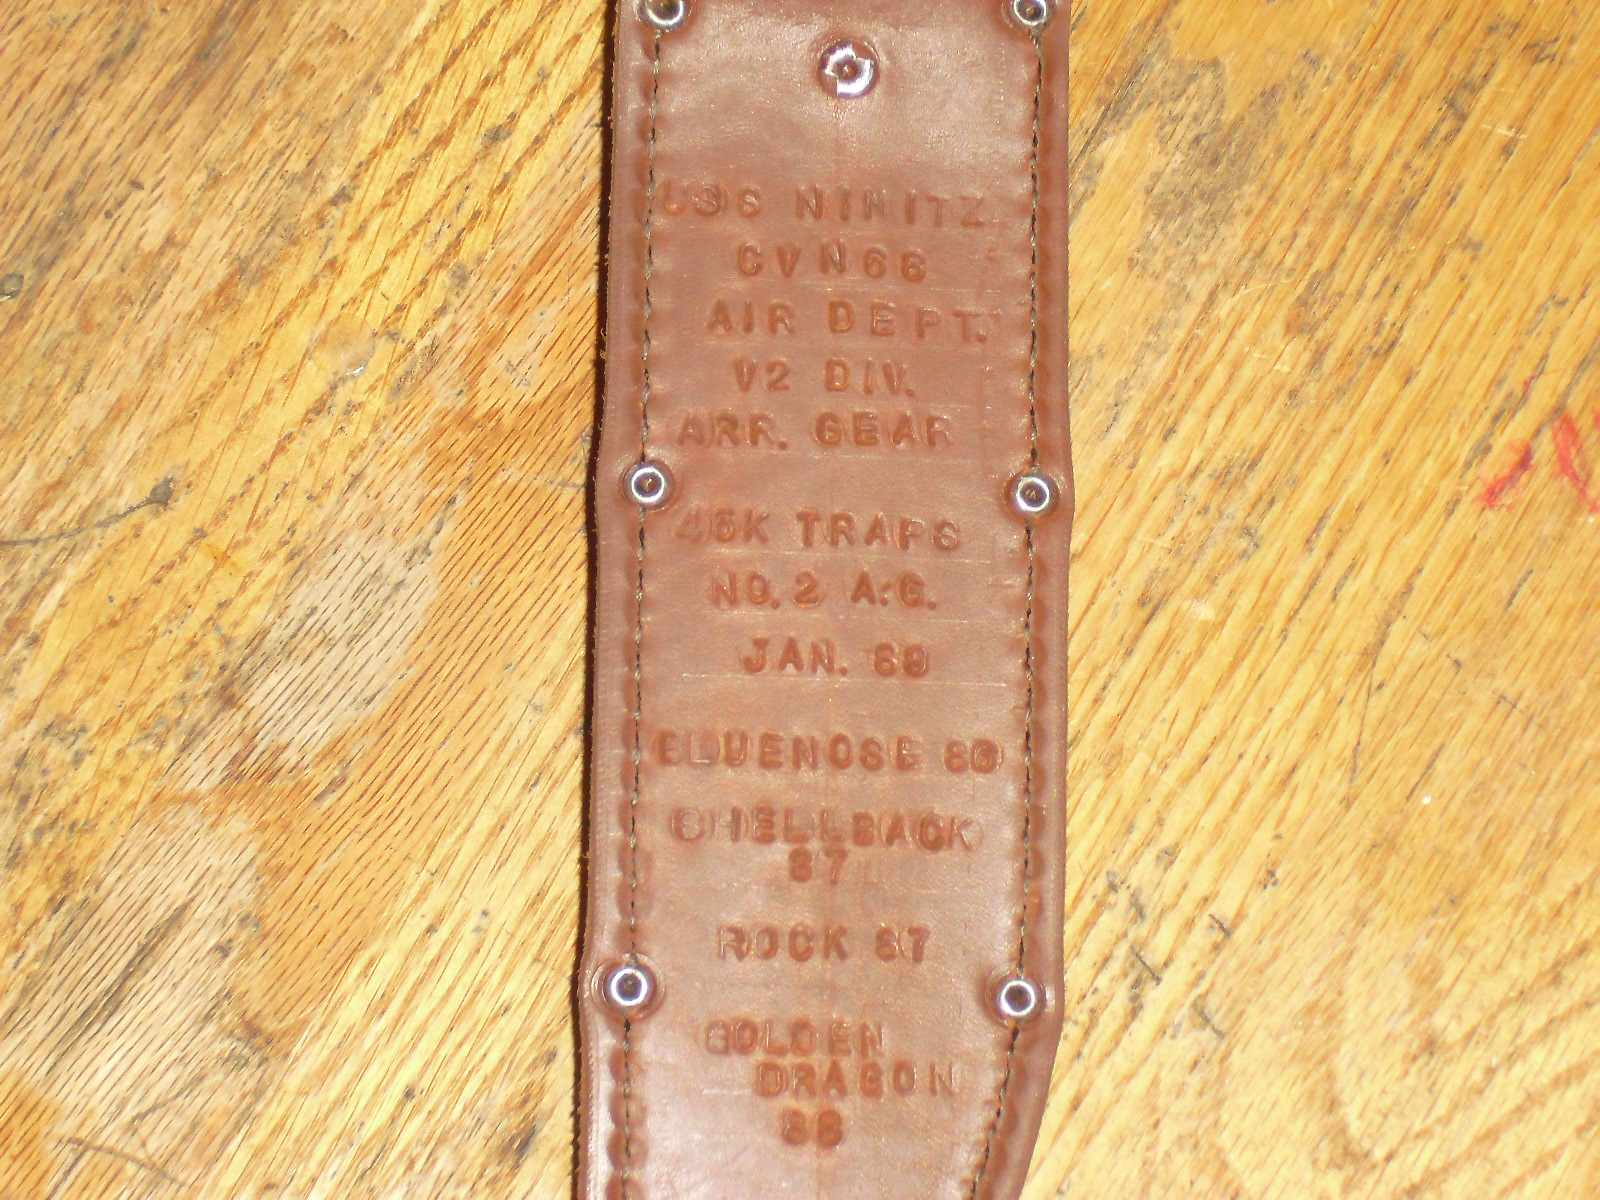 USS NIMITZ
CVN68
AIR DEPT.
V2 DIV.
ARR. GEAR
45K TRAPS
NO. 2 A.G.
JAN. 89
BLUENOSE 86
SHELLBACK
87
ROCK 87
GOLDEN
DRAGON
88